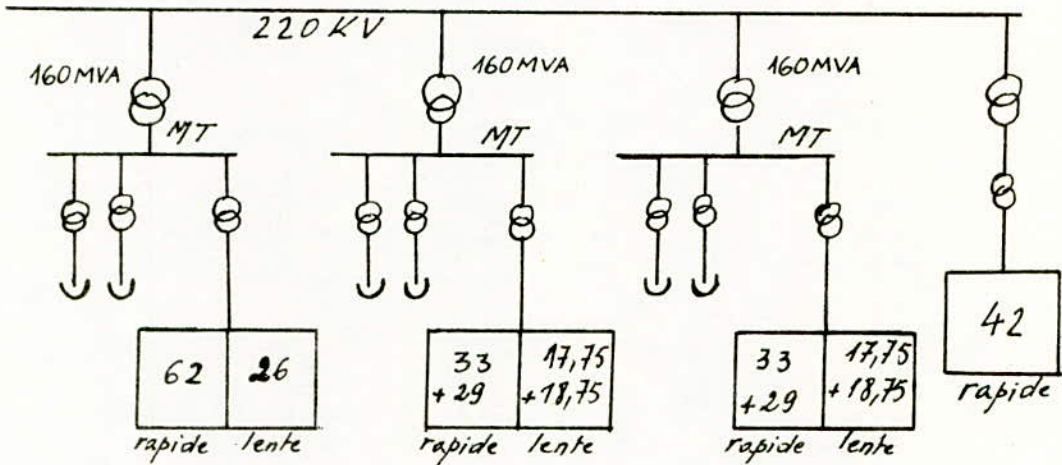 220 KV
160 MVA
160 MVA
160 MVA
MT
MT
MT
62
26
rapide
lente
33
+29
17,75
+18,75
rapide
lente
33
+29
17,75
+18,75
rapide
lente
42
rapide